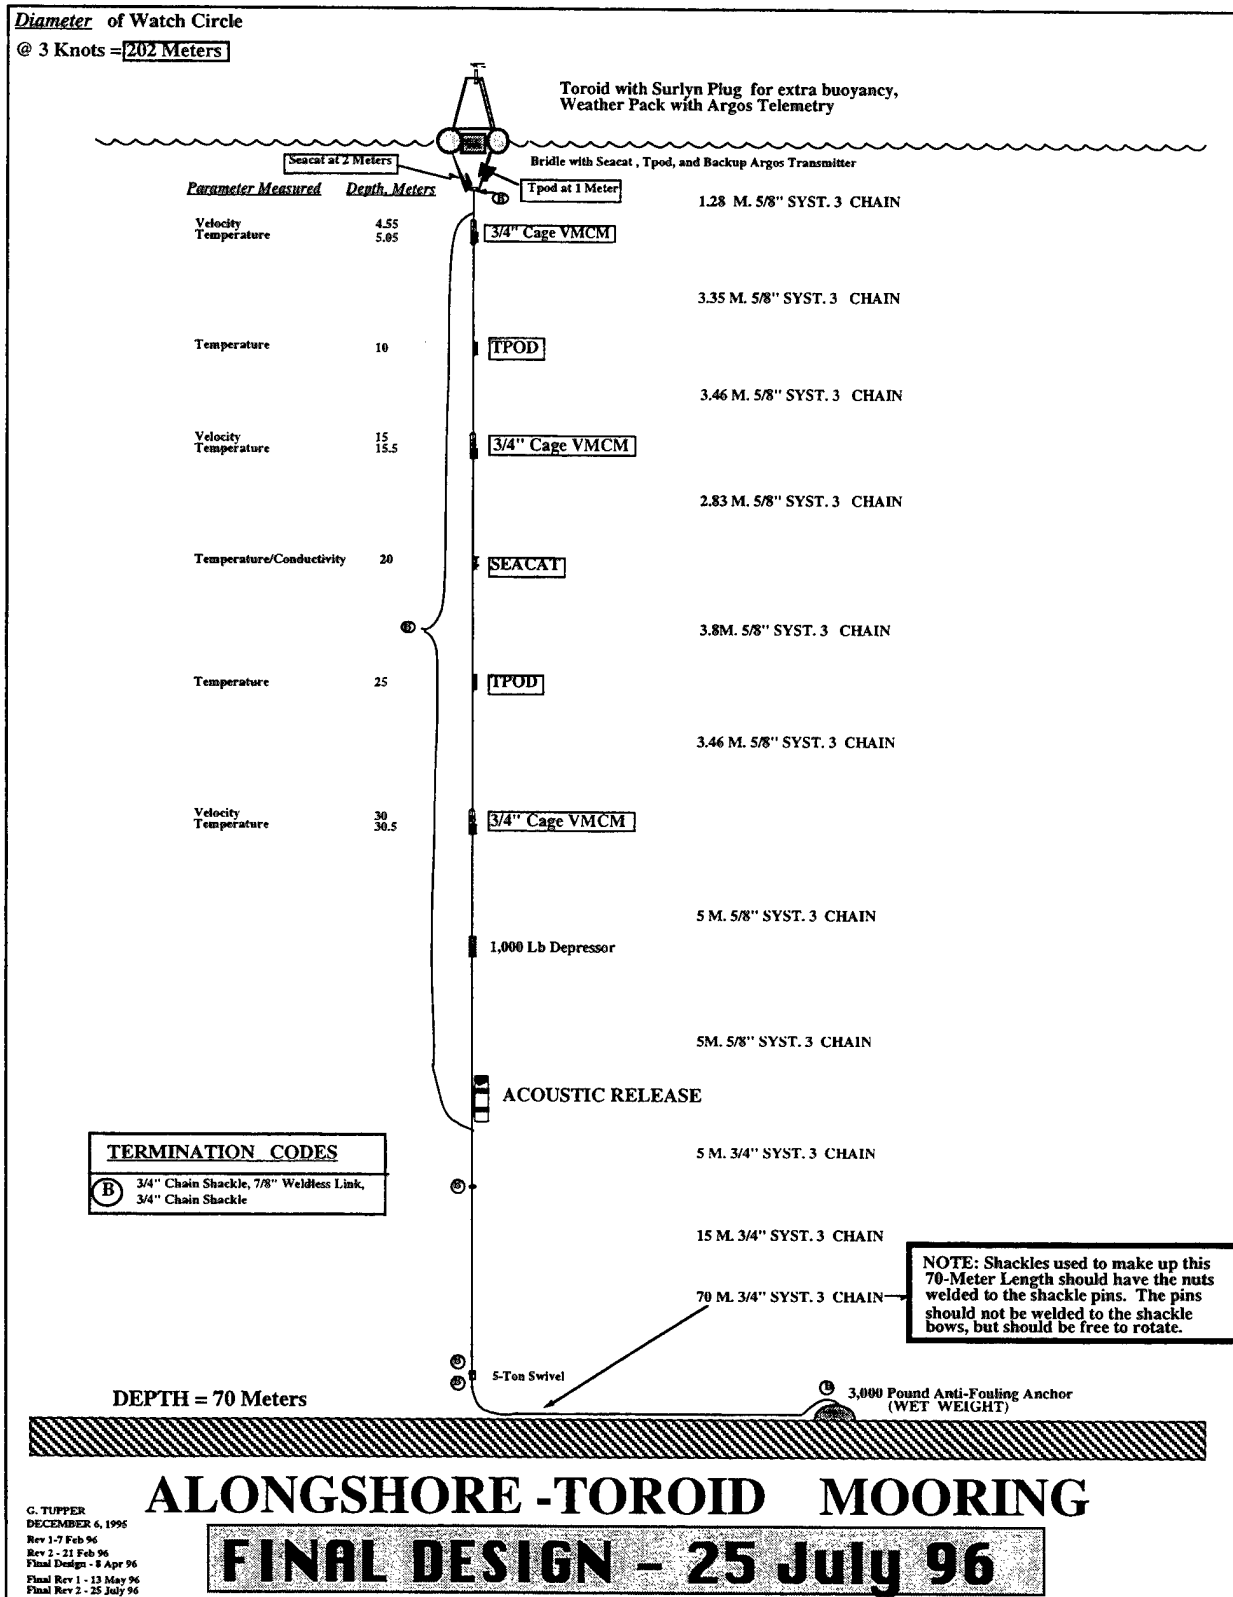 Diameter of Watch Circle
@ 3 Knots = 202 Meters
Toroid with Surlyn Plug for extra buoyancy,
Weather Pack with Argos Telemetry
Seacat at 2 Meters
Bridle with Seacat , Tpod, and Backup Argos Transmitter
Parameter Measured Depth, Meters
Tpod at 1 Meter
B
1.28 M. 5/8" SYST. 3 CHAIN
Velocity 4.55
Temperature 5.05
3/4" Cage VMCM
3.35 M. 5/8" SYST. 3 CHAIN
Temperature 10
TPOD
3.46 M. 5/8" SYST. 3 CHAIN
Velocity 15
Temperature 15.5
3/4" Cage VMCM
2.83 M. 5/8" SYST. 3 CHAIN
Temperature/Conductivity 20
SEACAT
B
3.8M. 5/8" SYST. 3 CHAIN
Temperature 25
TPOD
3.46 M. 5/8" SYST. 3 CHAIN
Velocity 30
Temperature 30.5
3/4" Cage VMCM
5 M. 5/8" SYST. 3 CHAIN
1,000 Lb Depressor
5M. 5/8" SYST. 3 CHAIN
ACOUSTIC RELEASE
TERMINATION CODES
B 3/4" Chain Shackle, 7/8" Weldless Link,
3/4" Chain Shackle
5 M. 3/4" SYST. 3 CHAIN
B
15 M. 3/4" SYST. 3 CHAIN
70 M. 3/4" SYST. 3 CHAIN
NOTE: Shackles used to make up this
70-Meter Length should have the nuts
welded to the shackle pins. The pins
should not be welded to the shackle
bows, but should be free to rotate.
B
B
5-Ton Swivel
DEPTH = 70 Meters
B
3,000 Pound Anti-Fouling Anchor
(WET WEIGHT)
ALONGSHORE -TOROID MOORING
FINAL DESIGN - 25 July 96
G. TUPPER
DECEMBER 6, 1995
Rev 1-7 Feb 96
Rev 2 - 21 Feb 96
Final Design - 8 Apr 96
Final Rev 1 - 13 May 96
Final Rev 2 - 25 July 96